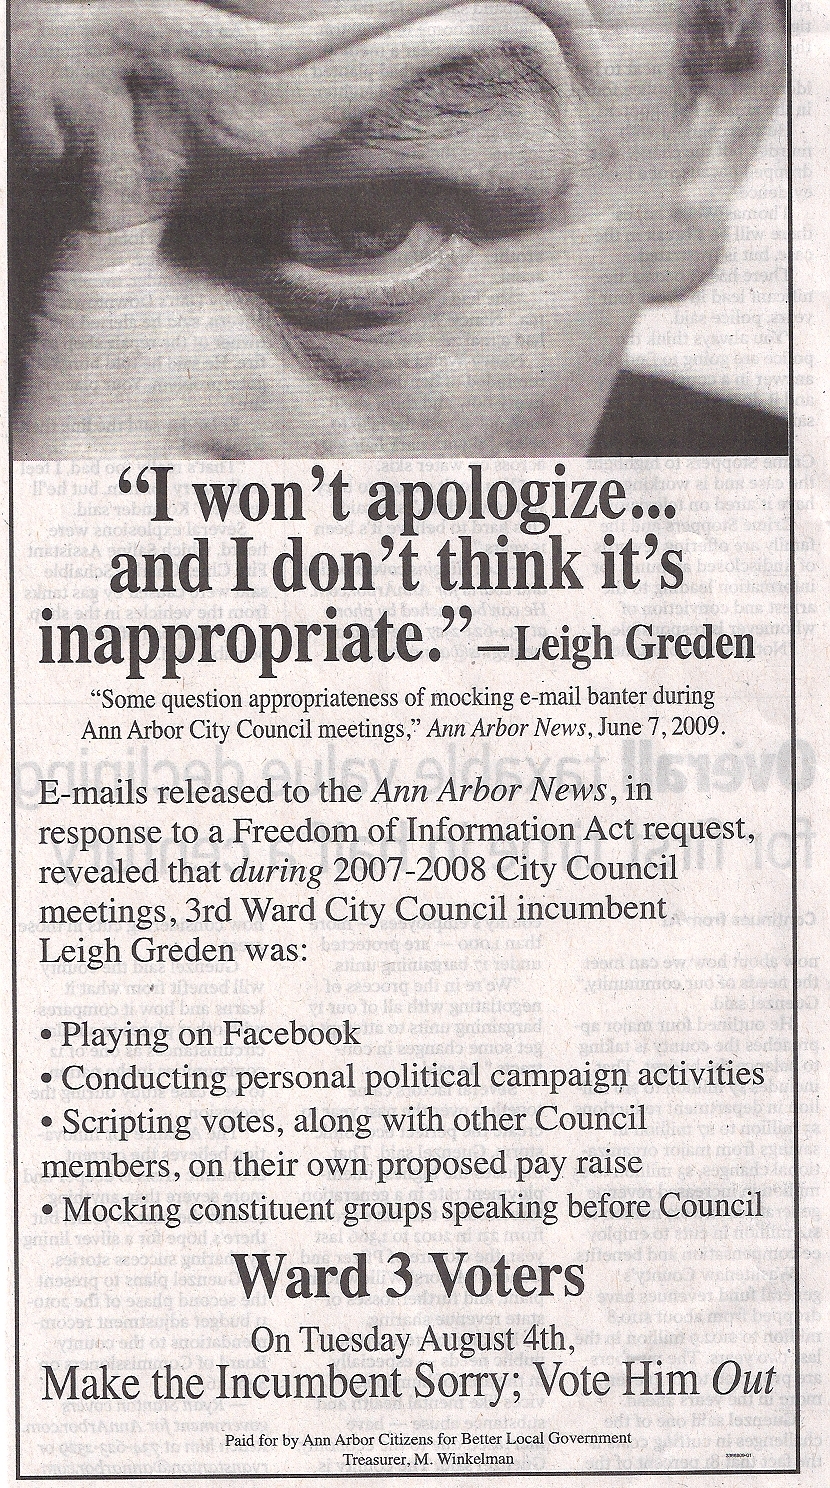 “I won’t apologize...
and I don’t think it’s
inappropriate.”—Leigh Greden
“Some question appropriateness of mocking e-mail banter during
Ann Arbor City Council meetings,” Ann Arbor News, June 7, 2009.
E-mails released to the Ann Arbor News, in
response to a Freedom of Information Act request,
revealed that during 2007-2008 City Council
meetings, 3rd Ward City Council incumbent
Leigh Greden was:
• Playing on Facebook
• Conducting personal political campaign activities
• Scripting votes, along with other Council
members, on their own proposed pay raise
• Mocking constituent groups speaking before Council
Ward 3 Voters
On Tuesday August 4th,
Make the Incumbent Sorry; Vote Him Out
Paid for by Ann Arbor Citizens for Better Local Government
Treasurer, M. Winkelman